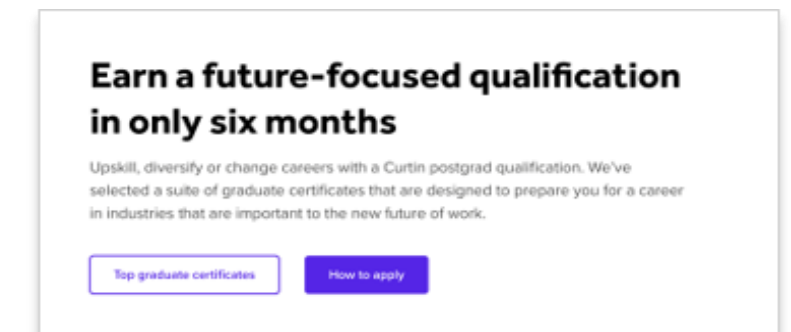 Earn a future-focused qualification
in only six months
Upskill, diversify or change careers with a Curtin postgrad qualification. We've
selected a suite of graduate certificates that are designed to prepare you for a career
in industries that are important to the new future of work.
Top graduate certificates
How to apply